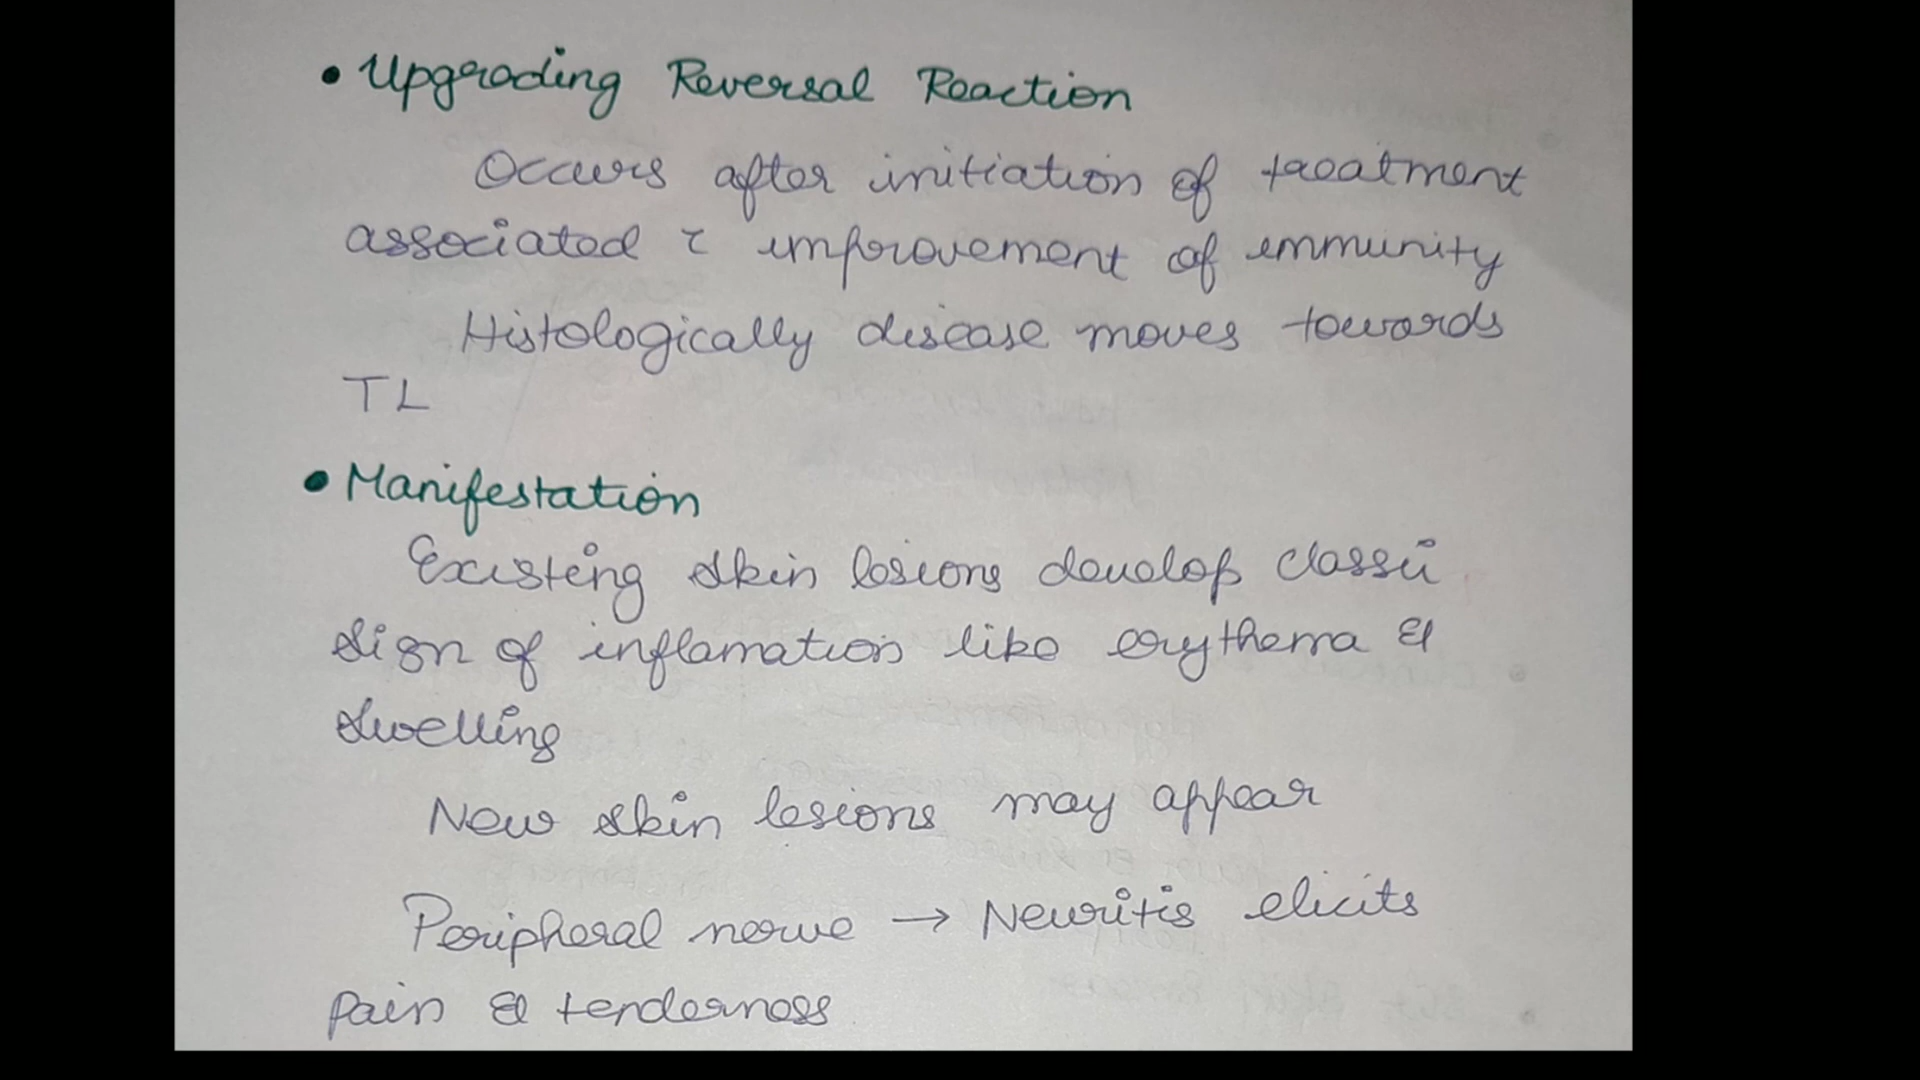 • Upgrading Reversal Reaction
Occurs after initiation of treatment
associated c̄ improvement of immunity
Histologically disease moves towards
TL
• Manifestation
Existing skin lesions develop classic
sign of inflamation like erythema &
swelling
New skin lesions may appear
Peripheral nerve → Neuritis elicits
pain & tenderness